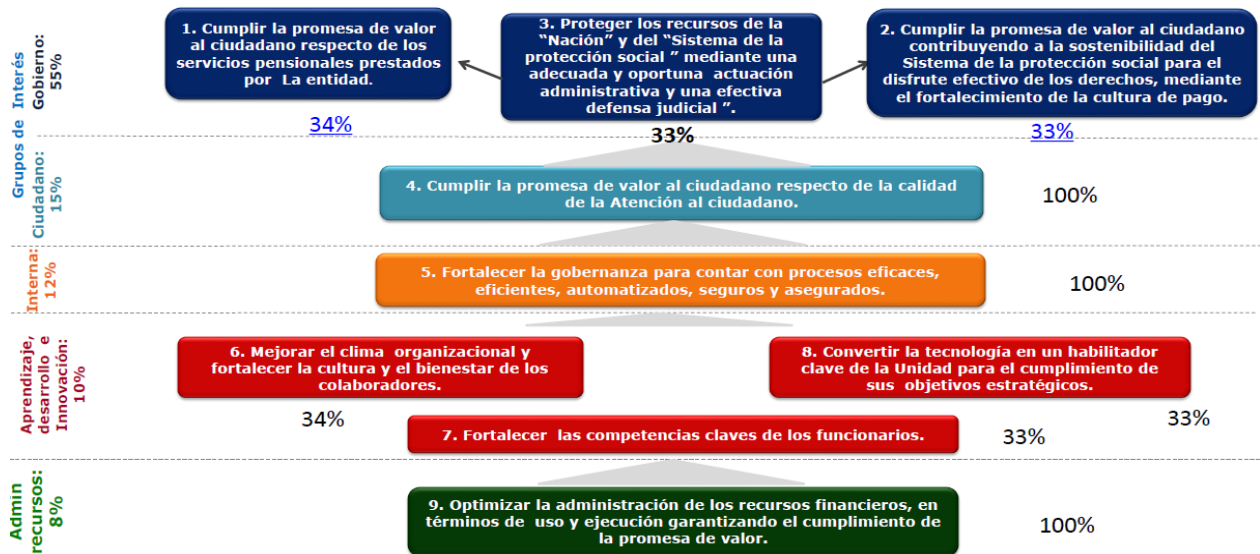 Grupos de Interés
Gobierno:
55%
1. Cumplir la promesa de valor
al ciudadano respecto de los
servicios pensionales prestados
por La entidad.
34%
3. Proteger los recursos de la
“Nación” y del “Sistema de la
protección social ” mediante una
adecuada y oportuna actuación
administrativa y una efectiva
defensa judicial ”.
33%
2. Cumplir la promesa de valor al ciudadano
contribuyendo a la sostenibilidad del
Sistema de la protección social para el
disfrute efectivo de los derechos, mediante
el fortalecimiento de la cultura de pago.
33%
Ciudadano:
15%
4. Cumplir la promesa de valor al ciudadano respecto de la calidad
de la Atención al ciudadano.
100%
Interna:
12%
5. Fortalecer la gobernanza para contar con procesos eficaces,
eficientes, automatizados, seguros y asegurados.
100%
Aprendizaje,
desarrollo e
Innovación:
10%
6. Mejorar el clima organizacional y
fortalecer la cultura y el bienestar de los
colaboradores.
34%
8. Convertir la tecnología en un habilitador
clave de la Unidad para el cumplimiento de
sus objetivos estratégicos.
33%
7. Fortalecer las competencias claves de los funcionarios.
33%
Admin
recursos:
8%
9. Optimizar la administración de los recursos financieros, en
términos de uso y ejecución garantizando el cumplimiento de
la promesa de valor.
100%